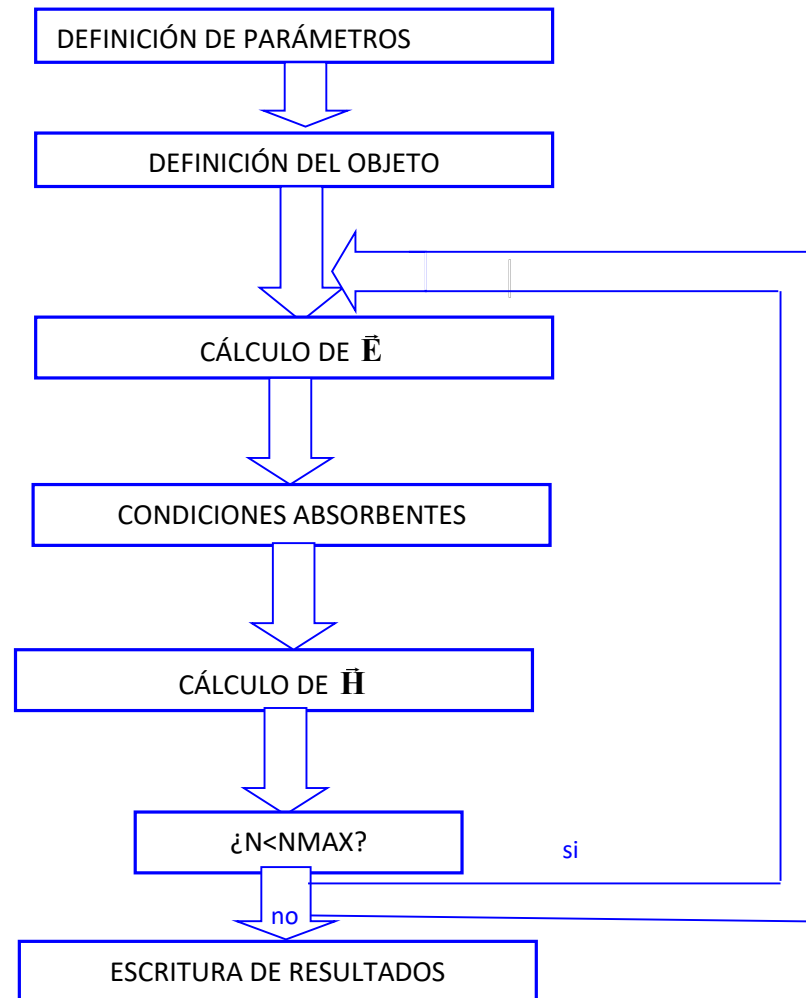 DEFINICIÓN DE PARÁMETROS
DEFINICIÓN DEL OBJETO
CÁLCULO DE E⃗
CONDICIONES ABSORBENTES
CÁLCULO DE H⃗
¿N<NMAX?
si
no
ESCRITURA DE RESULTADOS